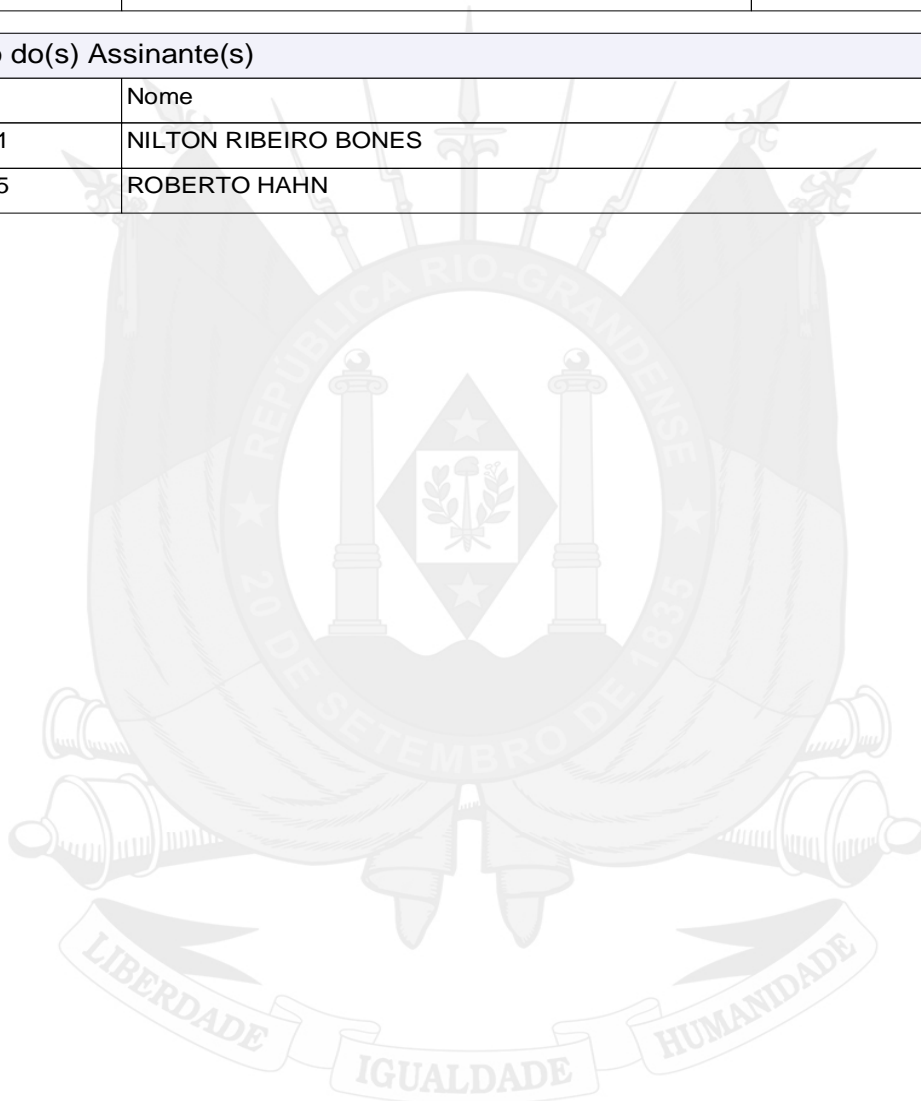 o do(s) Assinante(s)
Nome
1 NILTON RIBEIRO BONES
5 ROBERTO HAHN
REPÚBLICA RIO-GRANDENSE
20 DE SETEMBRO DE 1835
LIBERDADE
IGUALDADE
HUMANIDADE